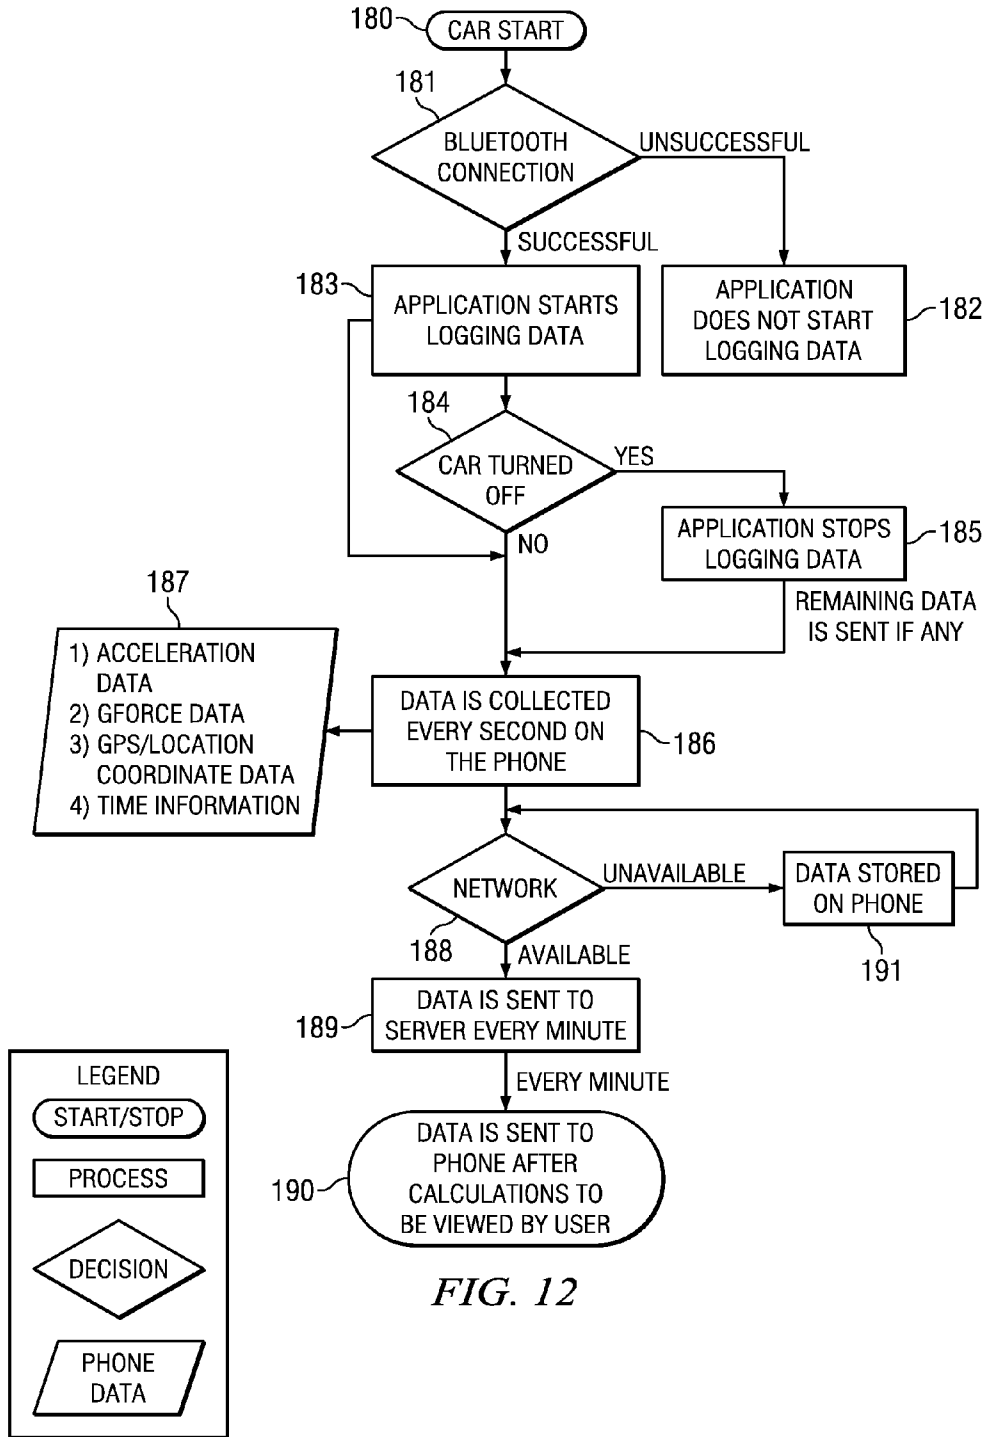 180
CAR START
181
BLUETOOTH
CONNECTION
UNSUCCESSFUL
SUCCESSFUL
183
APPLICATION STARTS
LOGGING DATA
APPLICATION
DOES NOT START
LOGGING DATA
182
184
CAR TURNED
OFF
YES
NO
APPLICATION STOPS
LOGGING DATA
185
REMAINING DATA
IS SENT IF ANY
187
1) ACCELERATION
DATA
2) GFORCE DATA
3) GPS/LOCATION
COORDINATE DATA
4) TIME INFORMATION
DATA IS COLLECTED
EVERY SECOND ON
THE PHONE
186
NETWORK
188
UNAVAILABLE
DATA STORED
ON PHONE
191
AVAILABLE
189
DATA IS SENT TO
SERVER EVERY MINUTE
EVERY MINUTE
190
DATA IS SENT TO
PHONE AFTER
CALCULATIONS TO
BE VIEWED BY USER
LEGEND
START/STOP
PROCESS
DECISION
PHONE
DATA
FIG. 12